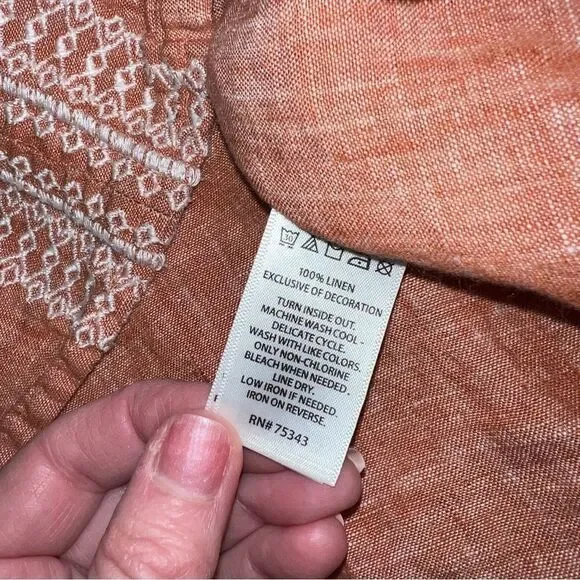 30
100% LINEN
EXCLUSIVE OF DECORATION
TURN INSIDE OUT.
MACHINE WASH COOL -
DELICATE CYCLE.
WASH WITH LIKE COLORS.
ONLY NON-CHLORINE
BLEACH WHEN NEEDED.
LINE DRY.
LOW IRON IF NEEDED.
IRON ON REVERSE.
RN# 75343